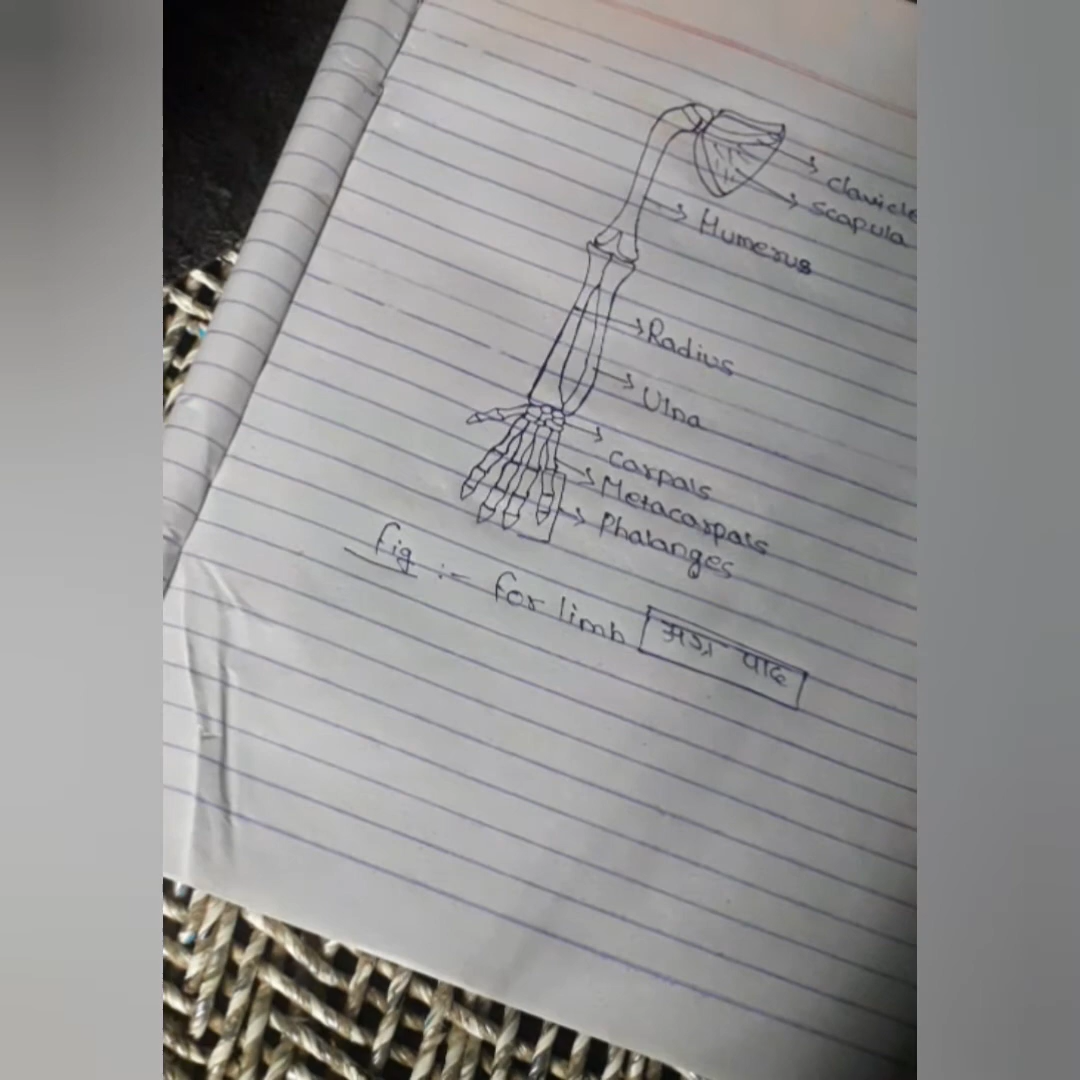 clavicle
scapula
Humerus
Radius
Ulna
Carpals
Metacarpals
Phalanges
fig :- for limb अग्र पाद